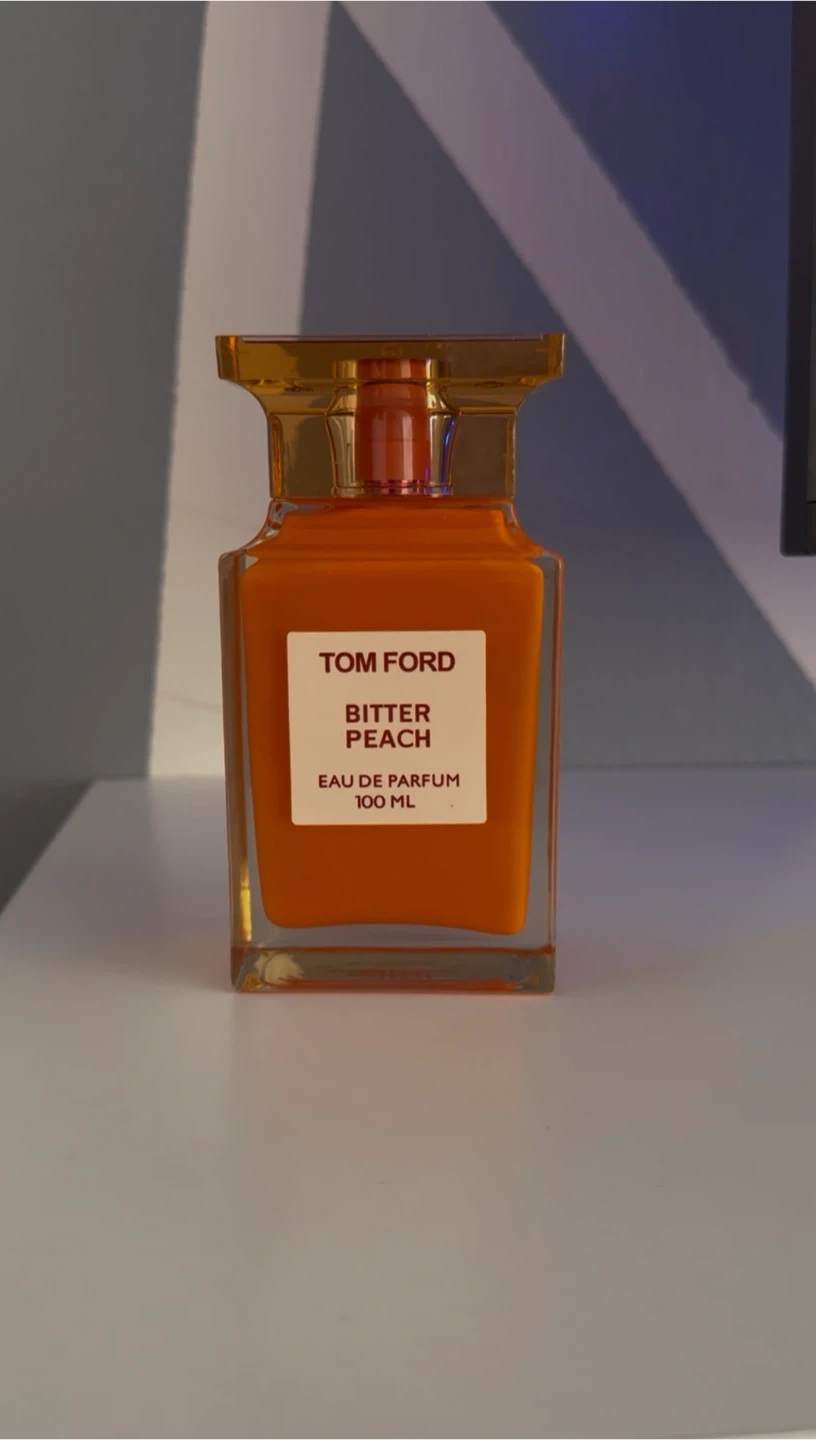 TOM FORD
BITTER
PEACH
EAU DE PARFUM
100 ML